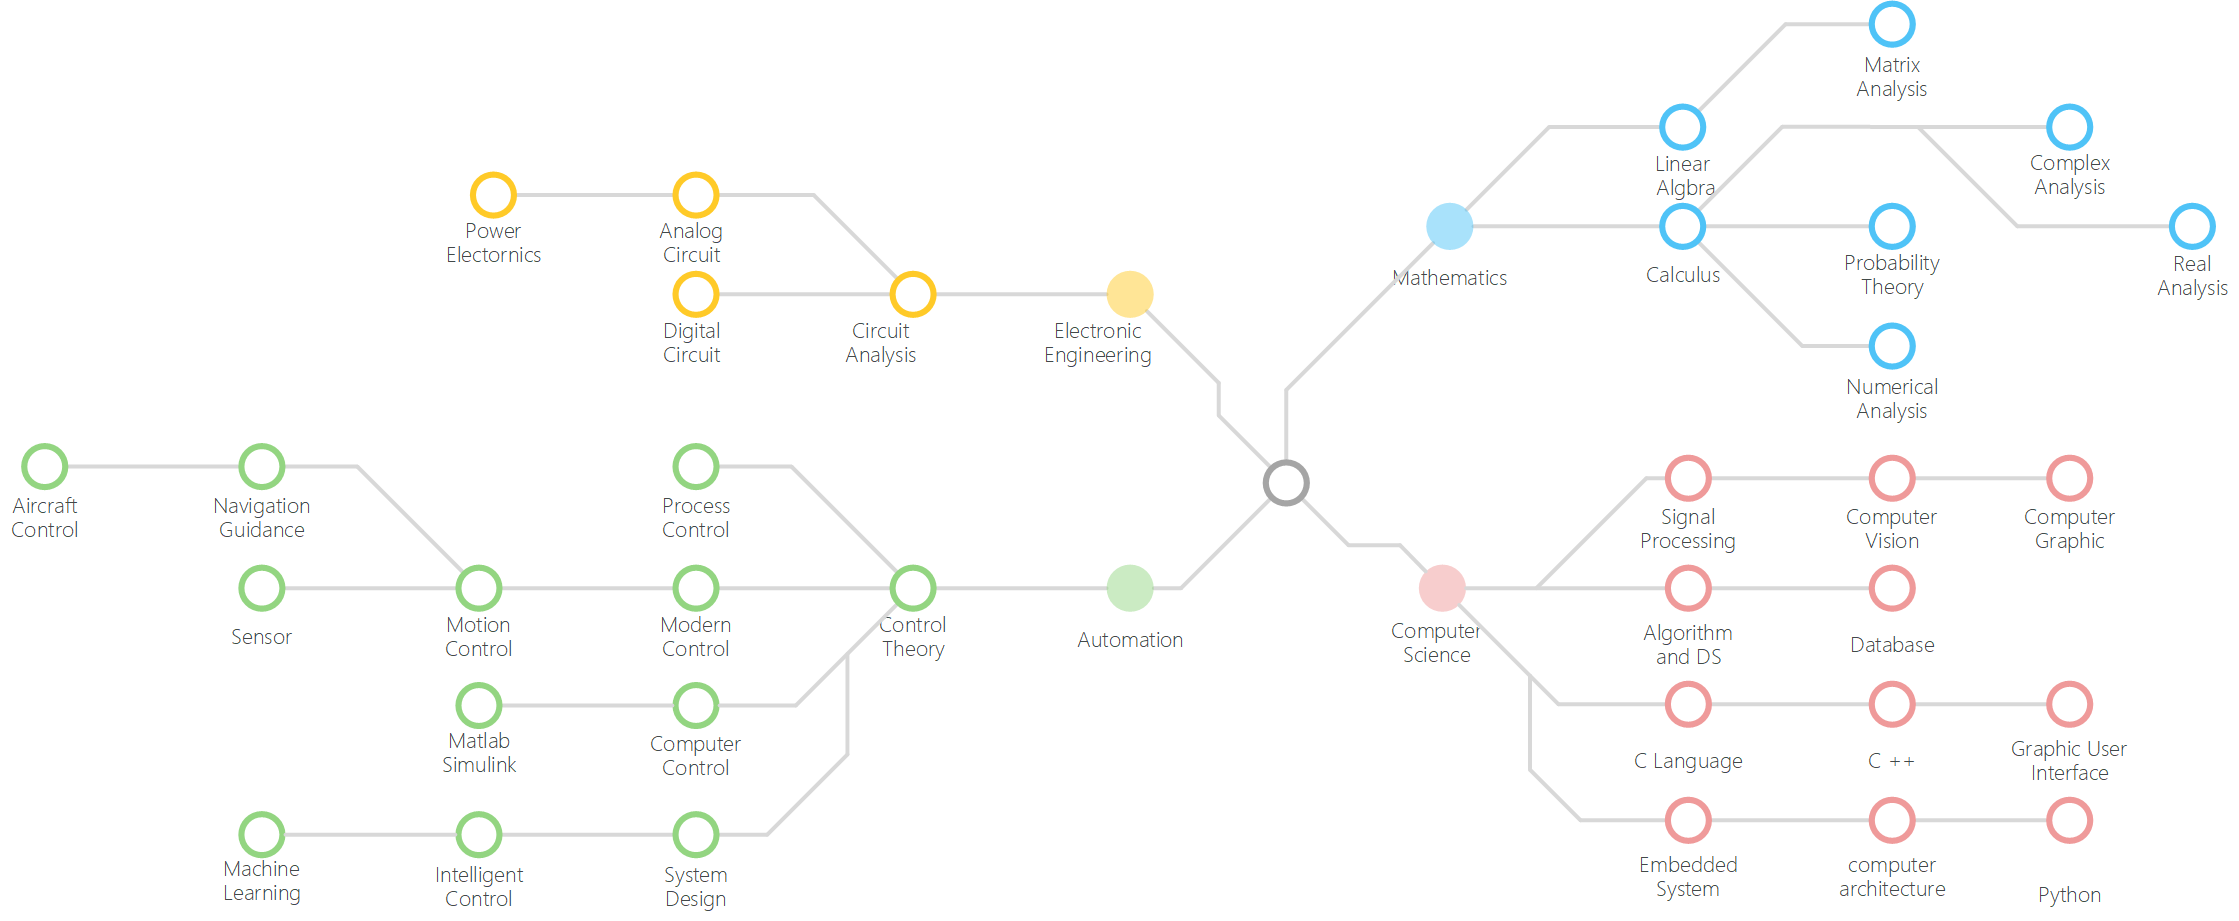 Matrix
Analysis
Linear
Algbra
Complex
Analysis
Power
Electornics
Analog
Circuit
Mathematics
Calculus
Probability
Theory
Real
Analysis
Digital
Circuit
Circuit
Analysis
Electronic
Engineering
Numerical
Analysis
Aircraft
Control
Navigation
Guidance
Process
Control
Signal
Processing
Computer
Vision
Computer
Graphic
Sensor
Motion
Control
Modern
Control
Control
Theory
Automation
Computer
Science
Algorithm
and DS
Database
Matlab
Simulink
Computer
Control
C Language
C ++
Graphic User
Interface
Machine
Learning
Intelligent
Control
System
Design
Embedded
System
computer
architecture
Python